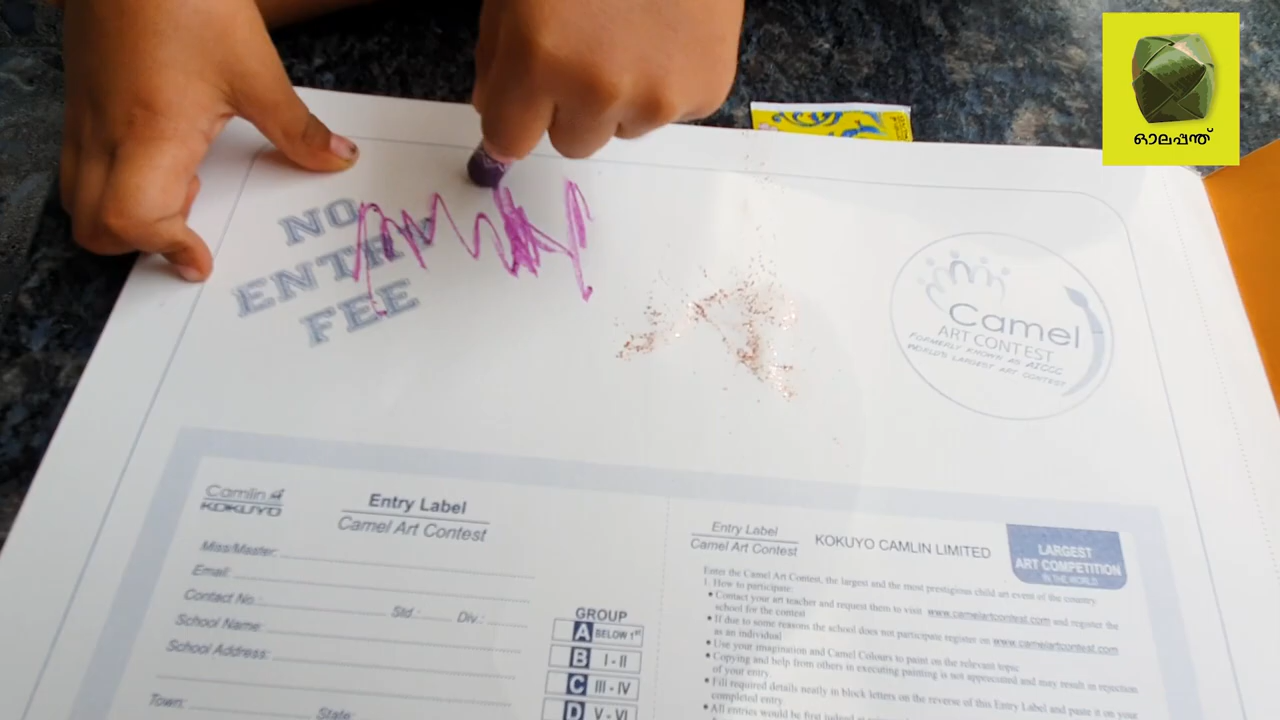 ഓലപ്പന്ത്
NO
ENTRY
FEE
Camel
ART CONTEST
FORMERLY KNOWN AS AICCC
WORLD'S LARGEST ART CONTEST
Camlin
KOKUYO
Entry Label
Camel Art Contest
Miss/Master:
Email:
Contact No.: Std.: Div.:
School Name:
School Address:
Town: State:
GROUP
A BELOW 1ST
B I - II
C III - IV
D V - VI
Entry Label
Camel Art Contest
KOKUYO CAMLIN LIMITED
LARGEST
ART COMPETITION
IN THE WORLD
Enter the Camel Art Contest, the largest and the most prestigious child art event of the country.
1. How to participate:
• Contact your art teacher and request them to visit www.camelartcontest.com and register the
school for the contest
• If due to some reasons the school does not participate register on www.camelartcontest.com
as an individual
• Use your imagination and Camel Colours to paint on the relevant topic
• Copying and help from others in executing painting is not appreciated and may result in rejection
of your entry.
• Fill required details neatly in block letters on the reverse of this Entry Label and paste it on your
completed entry.
• All entries would be first judged at